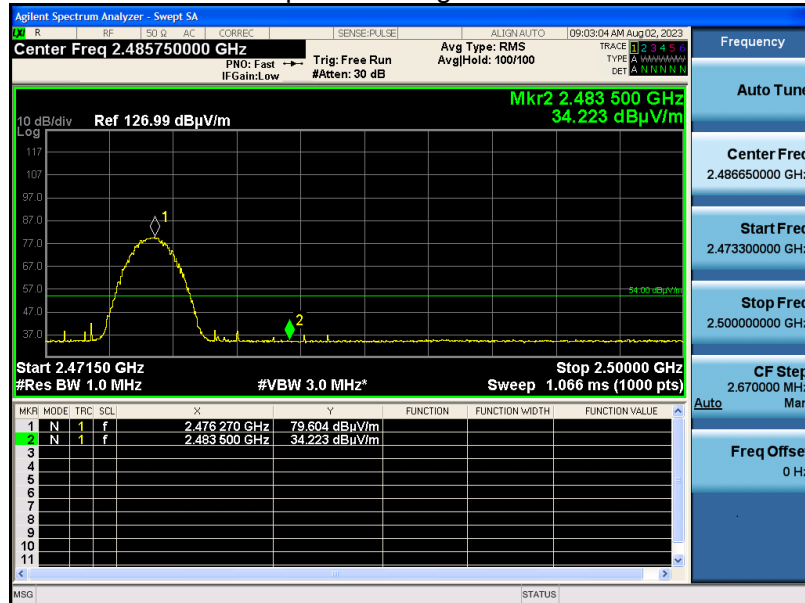 Agilent Spectrum Analyzer - Swept SA
LXI R RF 50 Ω AC CORREC SENSE:PULSE ALIGN AUTO 09:03:04 AM Aug 02, 2023
Center Freq 2.485750000 GHz
PNO: Fast
IFGain:Low
Trig: Free Run
#Atten: 30 dB
Avg Type: RMS
Avg|Hold: 100/100
TRACE 1 2 3 4 5 6
TYPE A WWWWW
DET A N N N N N
Mkr2 2.483 500 GHz
34.223 dBµV/m
10 dB/div Ref 126.99 dBµV/m
Log
117
107
97.0
87.0
77.0
67.0
57.0
47.0
37.0
1
2
54.00 dBµV/m
Start 2.47150 GHz Stop 2.50000 GHz
#Res BW 1.0 MHz #VBW 3.0 MHz* Sweep 1.066 ms (1000 pts)
MKR MODE TRC SCL X Y FUNCTION FUNCTION WIDTH FUNCTION VALUE
1 N 1 f 2.476 270 GHz 79.604 dBµV/m
2 N 1 f 2.483 500 GHz 34.223 dBµV/m
3
4
5
6
7
8
9
10
11
MSG STATUS
Frequency
Auto Tune
Center Freq
2.486650000 GHz
Start Freq
2.473300000 GHz
Stop Freq
2.500000000 GHz
CF Step
2.670000 MHz
Auto Man
Freq Offset
0 Hz